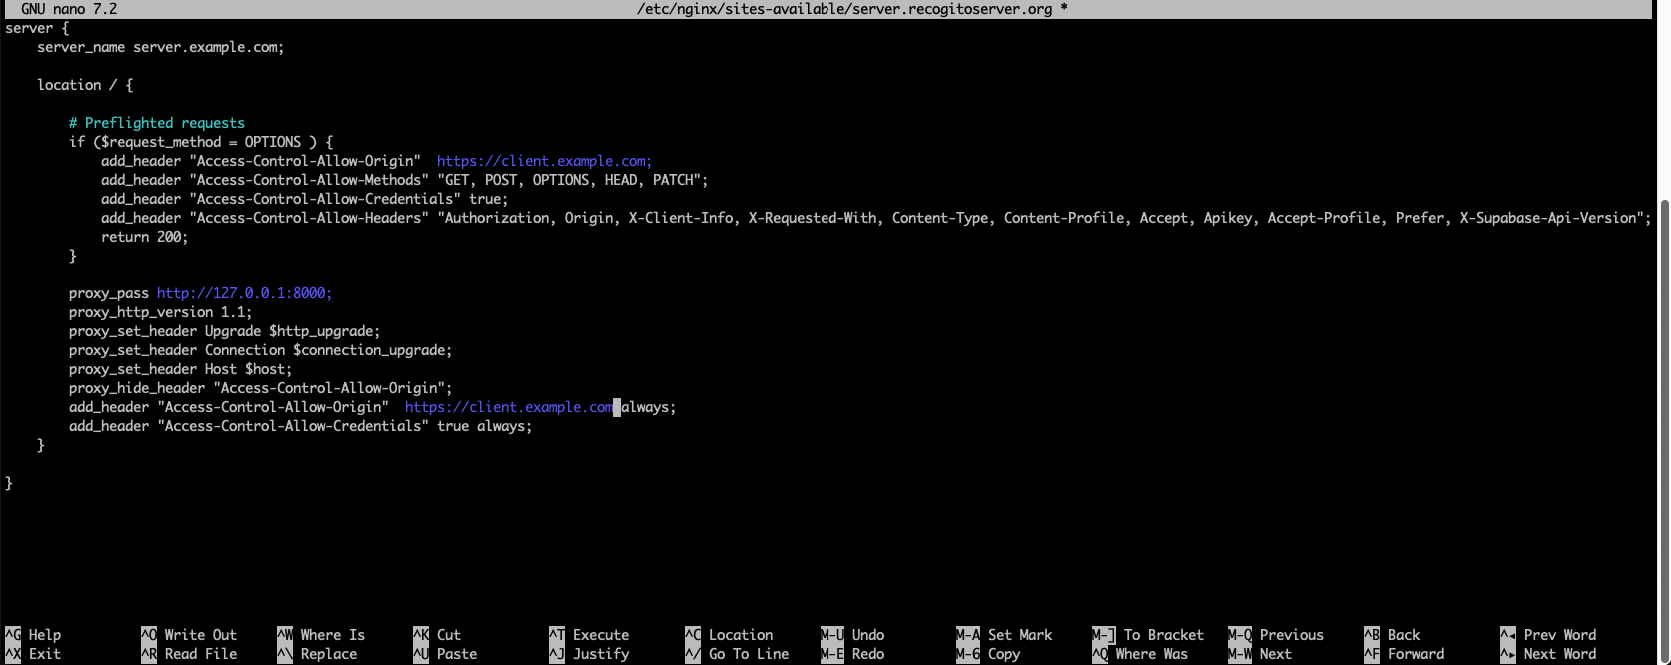 GNU nano 7.2 /etc/nginx/sites-available/server.recogitoserver.org *
server {
server_name server.example.com;
location / {
# Preflighted requests
if ($request_method = OPTIONS ) {
add_header "Access-Control-Allow-Origin" https://client.example.com;
add_header "Access-Control-Allow-Methods" "GET, POST, OPTIONS, HEAD, PATCH";
add_header "Access-Control-Allow-Credentials" true;
add_header "Access-Control-Allow-Headers" "Authorization, Origin, X-Client-Info, X-Requested-With, Content-Type, Content-Profile, Accept, Apikey, Accept-Profile, Prefer, X-Supabase-Api-Version";
return 200;
}
proxy_pass http://127.0.0.1:8000;
proxy_http_version 1.1;
proxy_set_header Upgrade $http_upgrade;
proxy_set_header Connection $connection_upgrade;
proxy_set_header Host $host;
proxy_hide_header "Access-Control-Allow-Origin";
add_header "Access-Control-Allow-Origin" https://client.example.com always;
add_header "Access-Control-Allow-Credentials" true always;
}
}
^G Help ^O Write Out ^W Where Is ^K Cut ^T Execute ^C Location M-U Undo M-A Set Mark M-] To Bracket M-Q Previous ^B Back ^◂ Prev Word
^X Exit ^R Read File ^\ Replace ^U Paste ^J Justify ^/ Go To Line M-E Redo M-6 Copy ^Q Where Was M-W Next ^F Forward ^▸ Next Word